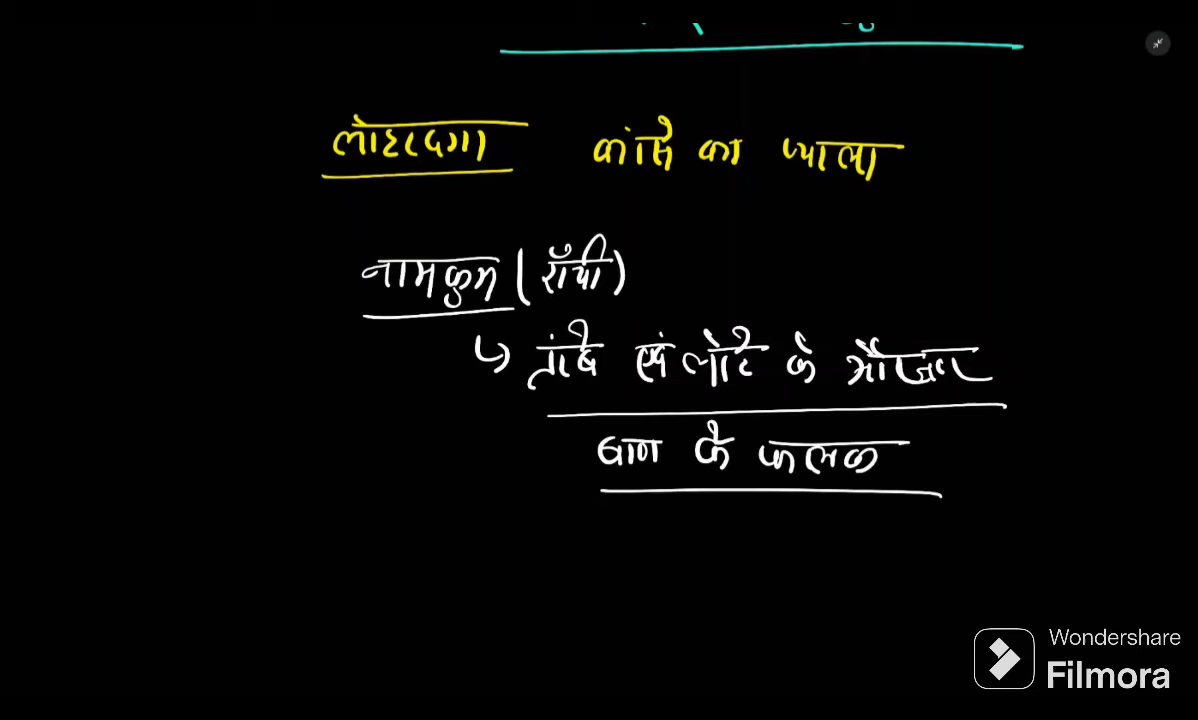 लोहरदगा कांसे का प्याला
नामकुम (राँची)
↳ तांबे एवं लोहे के औजार
बाण के फलक
Wondershare
Filmora